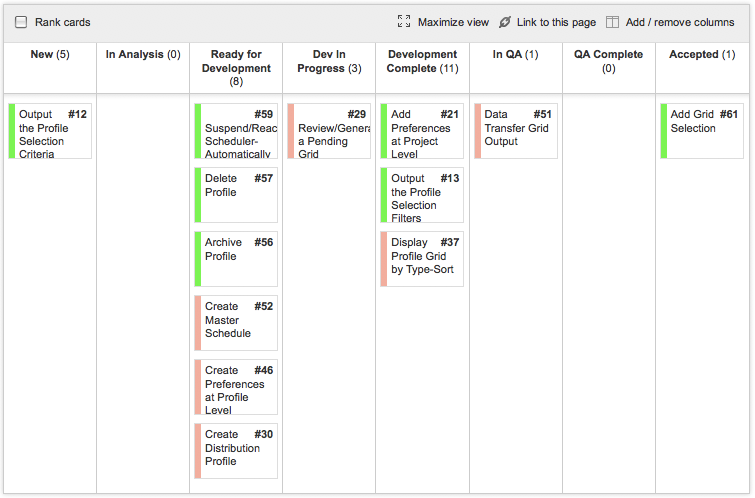 Rank cards
Maximize view
Link to this page
Add / remove columns
New (5)
In Analysis (0)
Ready for
Development
(8)
Dev In
Progress (3)
Development
Complete (11)
In QA (1)
QA Complete
(0)
Accepted (1)
Output #12
the Profile
Selection
Criteria
#59
Suspend/Reac
Scheduler-
Automatically
Delete #57
Profile
Archive #56
Profile
Create #52
Master
Schedule
Create #46
Preferences
at Profile
Level
Create #30
Distribution
Profile
#29
Review/Genera
a Pending
Grid
Add #21
Preferences
at Project
Level
Output #13
the Profile
Selection
Filters
Display #37
Profile Grid
by Type-Sort
Data #51
Transfer Grid
Output
Add Grid #61
Selection